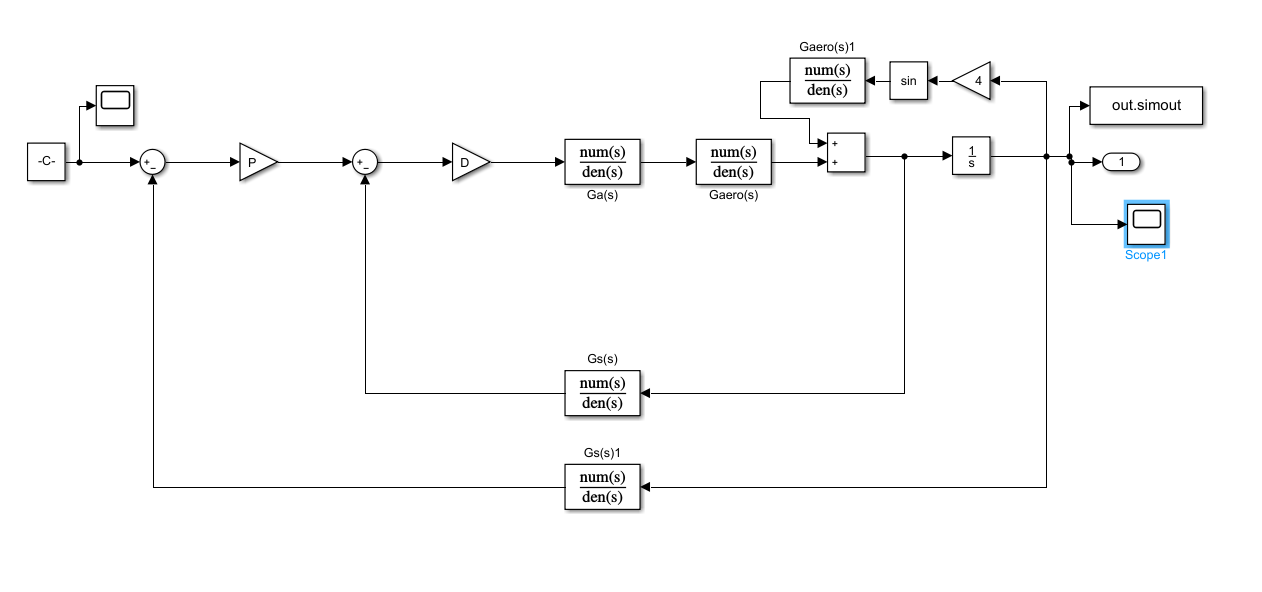 Gaero(s)1
num(s)
den(s)
sin
4
out.simout
-C-
+
−
P
+
−
D
num(s)
den(s)
Ga(s)
num(s)
den(s)
Gaero(s)
+
+
1
s
1
Scope1
Gs(s)
num(s)
den(s)
Gs(s)1
num(s)
den(s)